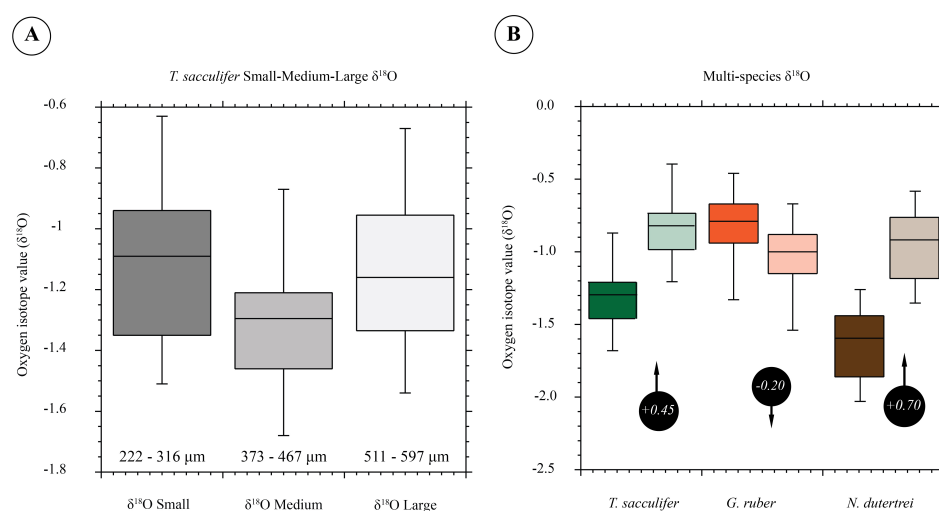 A
T. sacculifer Small-Medium-Large δ¹⁸O
Oxygen isotope value (δ¹⁸O)
-0.6
-0.8
-1
-1.2
-1.4
-1.6
-1.8
222 - 316 μm
373 - 467 μm
511 - 597 μm
δ¹⁸O Small
δ¹⁸O Medium
δ¹⁸O Large
B
Multi-species δ¹⁸O
Oxygen isotope value (δ¹⁸O)
0.0
-0.5
-1.0
-1.5
-2.0
-2.5
+0.45
-0.20
+0.70
T. sacculifer
G. ruber
N. dutertrei